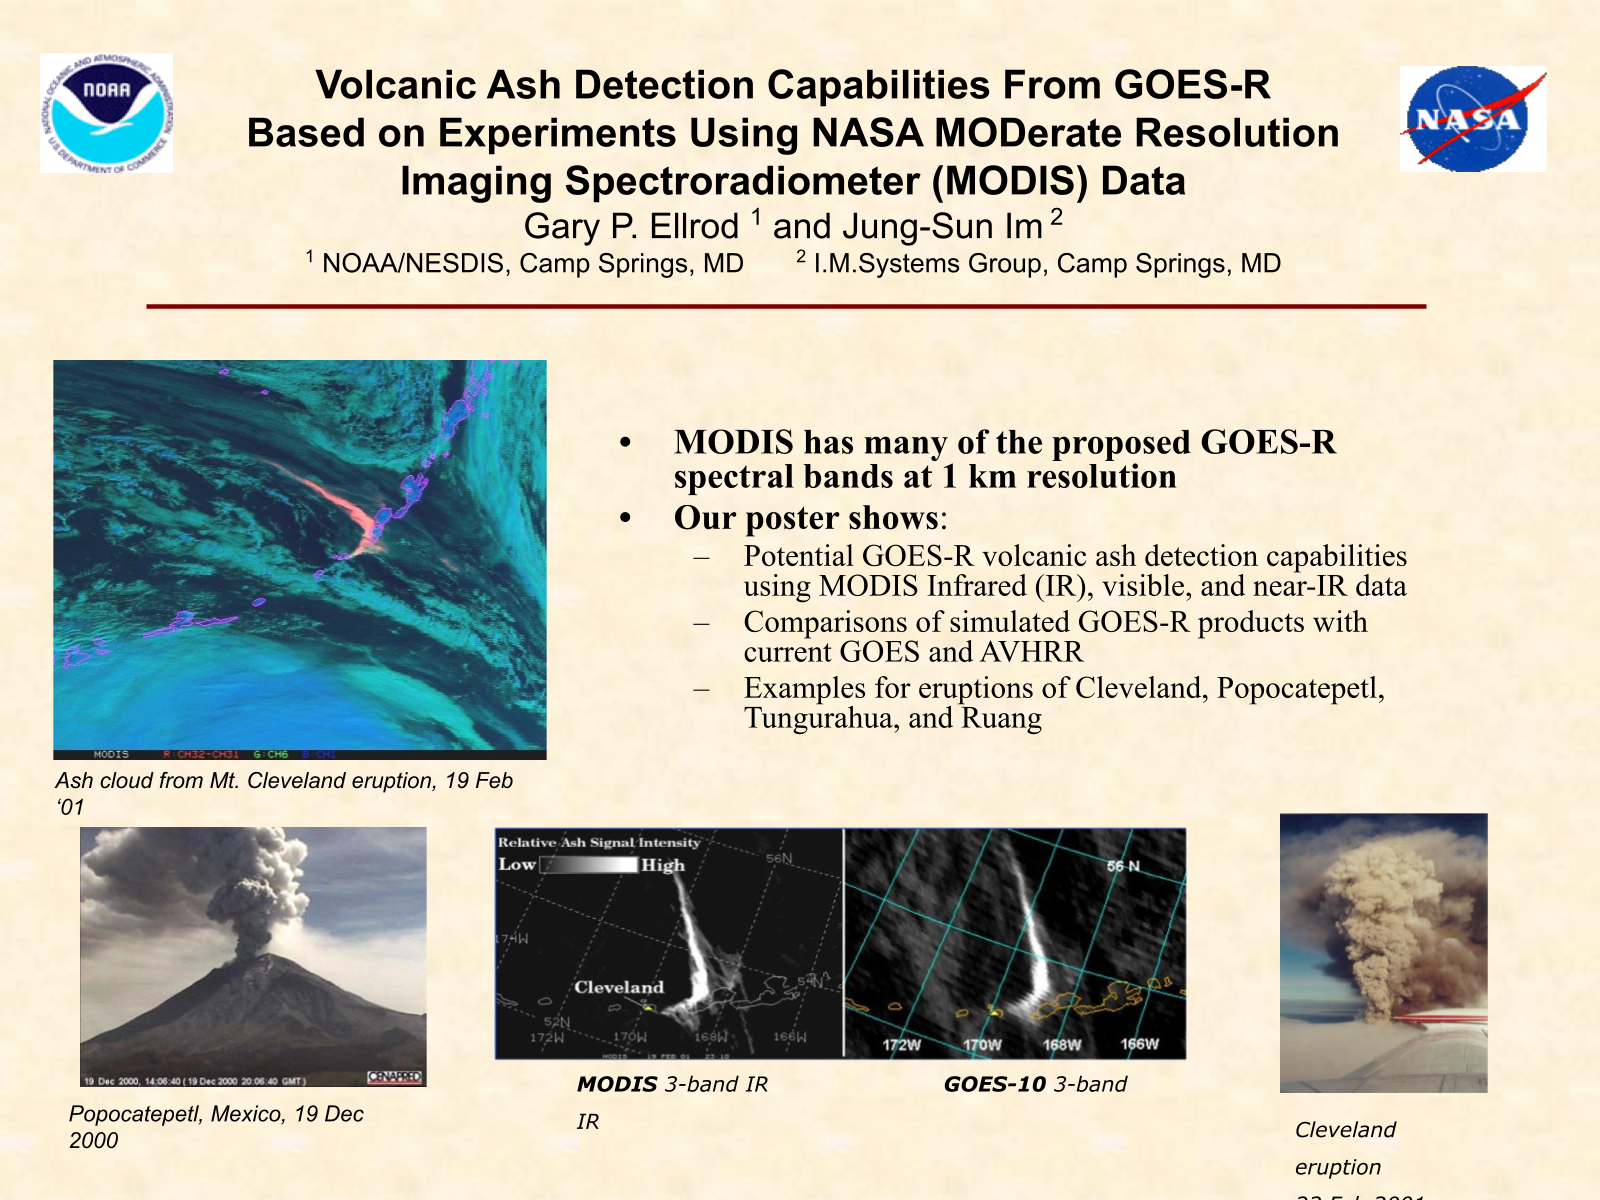 NOAA
NATIONAL OCEANIC AND ATMOSPHERIC ADMINISTRATION
U.S. DEPARTMENT OF COMMERCE
Volcanic Ash Detection Capabilities From GOES-R
Based on Experiments Using NASA MODerate Resolution
Imaging Spectroradiometer (MODIS) Data
Gary P. Ellrod 1 and Jung-Sun Im 2
1 NOAA/NESDIS, Camp Springs, MD 2 I.M.Systems Group, Camp Springs, MD
NASA
MODIS R:CH32-CH31 G:CH6 B:CH1
Ash cloud from Mt. Cleveland eruption, 19 Feb
‘01
• MODIS has many of the proposed GOES-R
spectral bands at 1 km resolution
• Our poster shows:
– Potential GOES-R volcanic ash detection capabilities
using MODIS Infrared (IR), visible, and near-IR data
– Comparisons of simulated GOES-R products with
current GOES and AVHRR
– Examples for eruptions of Cleveland, Popocatepetl,
Tungurahua, and Ruang
19 Dec 2000, 14:06:40 (19 Dec 2000 20:06:40 GMT)
CENAPRED
Popocatepetl, Mexico, 19 Dec
2000
Relative Ash Signal Intensity
Low High
56N
174W
Cleveland
54N
52N
172W 170W 168W 166W
MODIS 19 FEB 01 23:10
56 N
172W 170W 168W 166W
MODIS 3-band IR GOES-10 3-band
IR
Cleveland
eruption